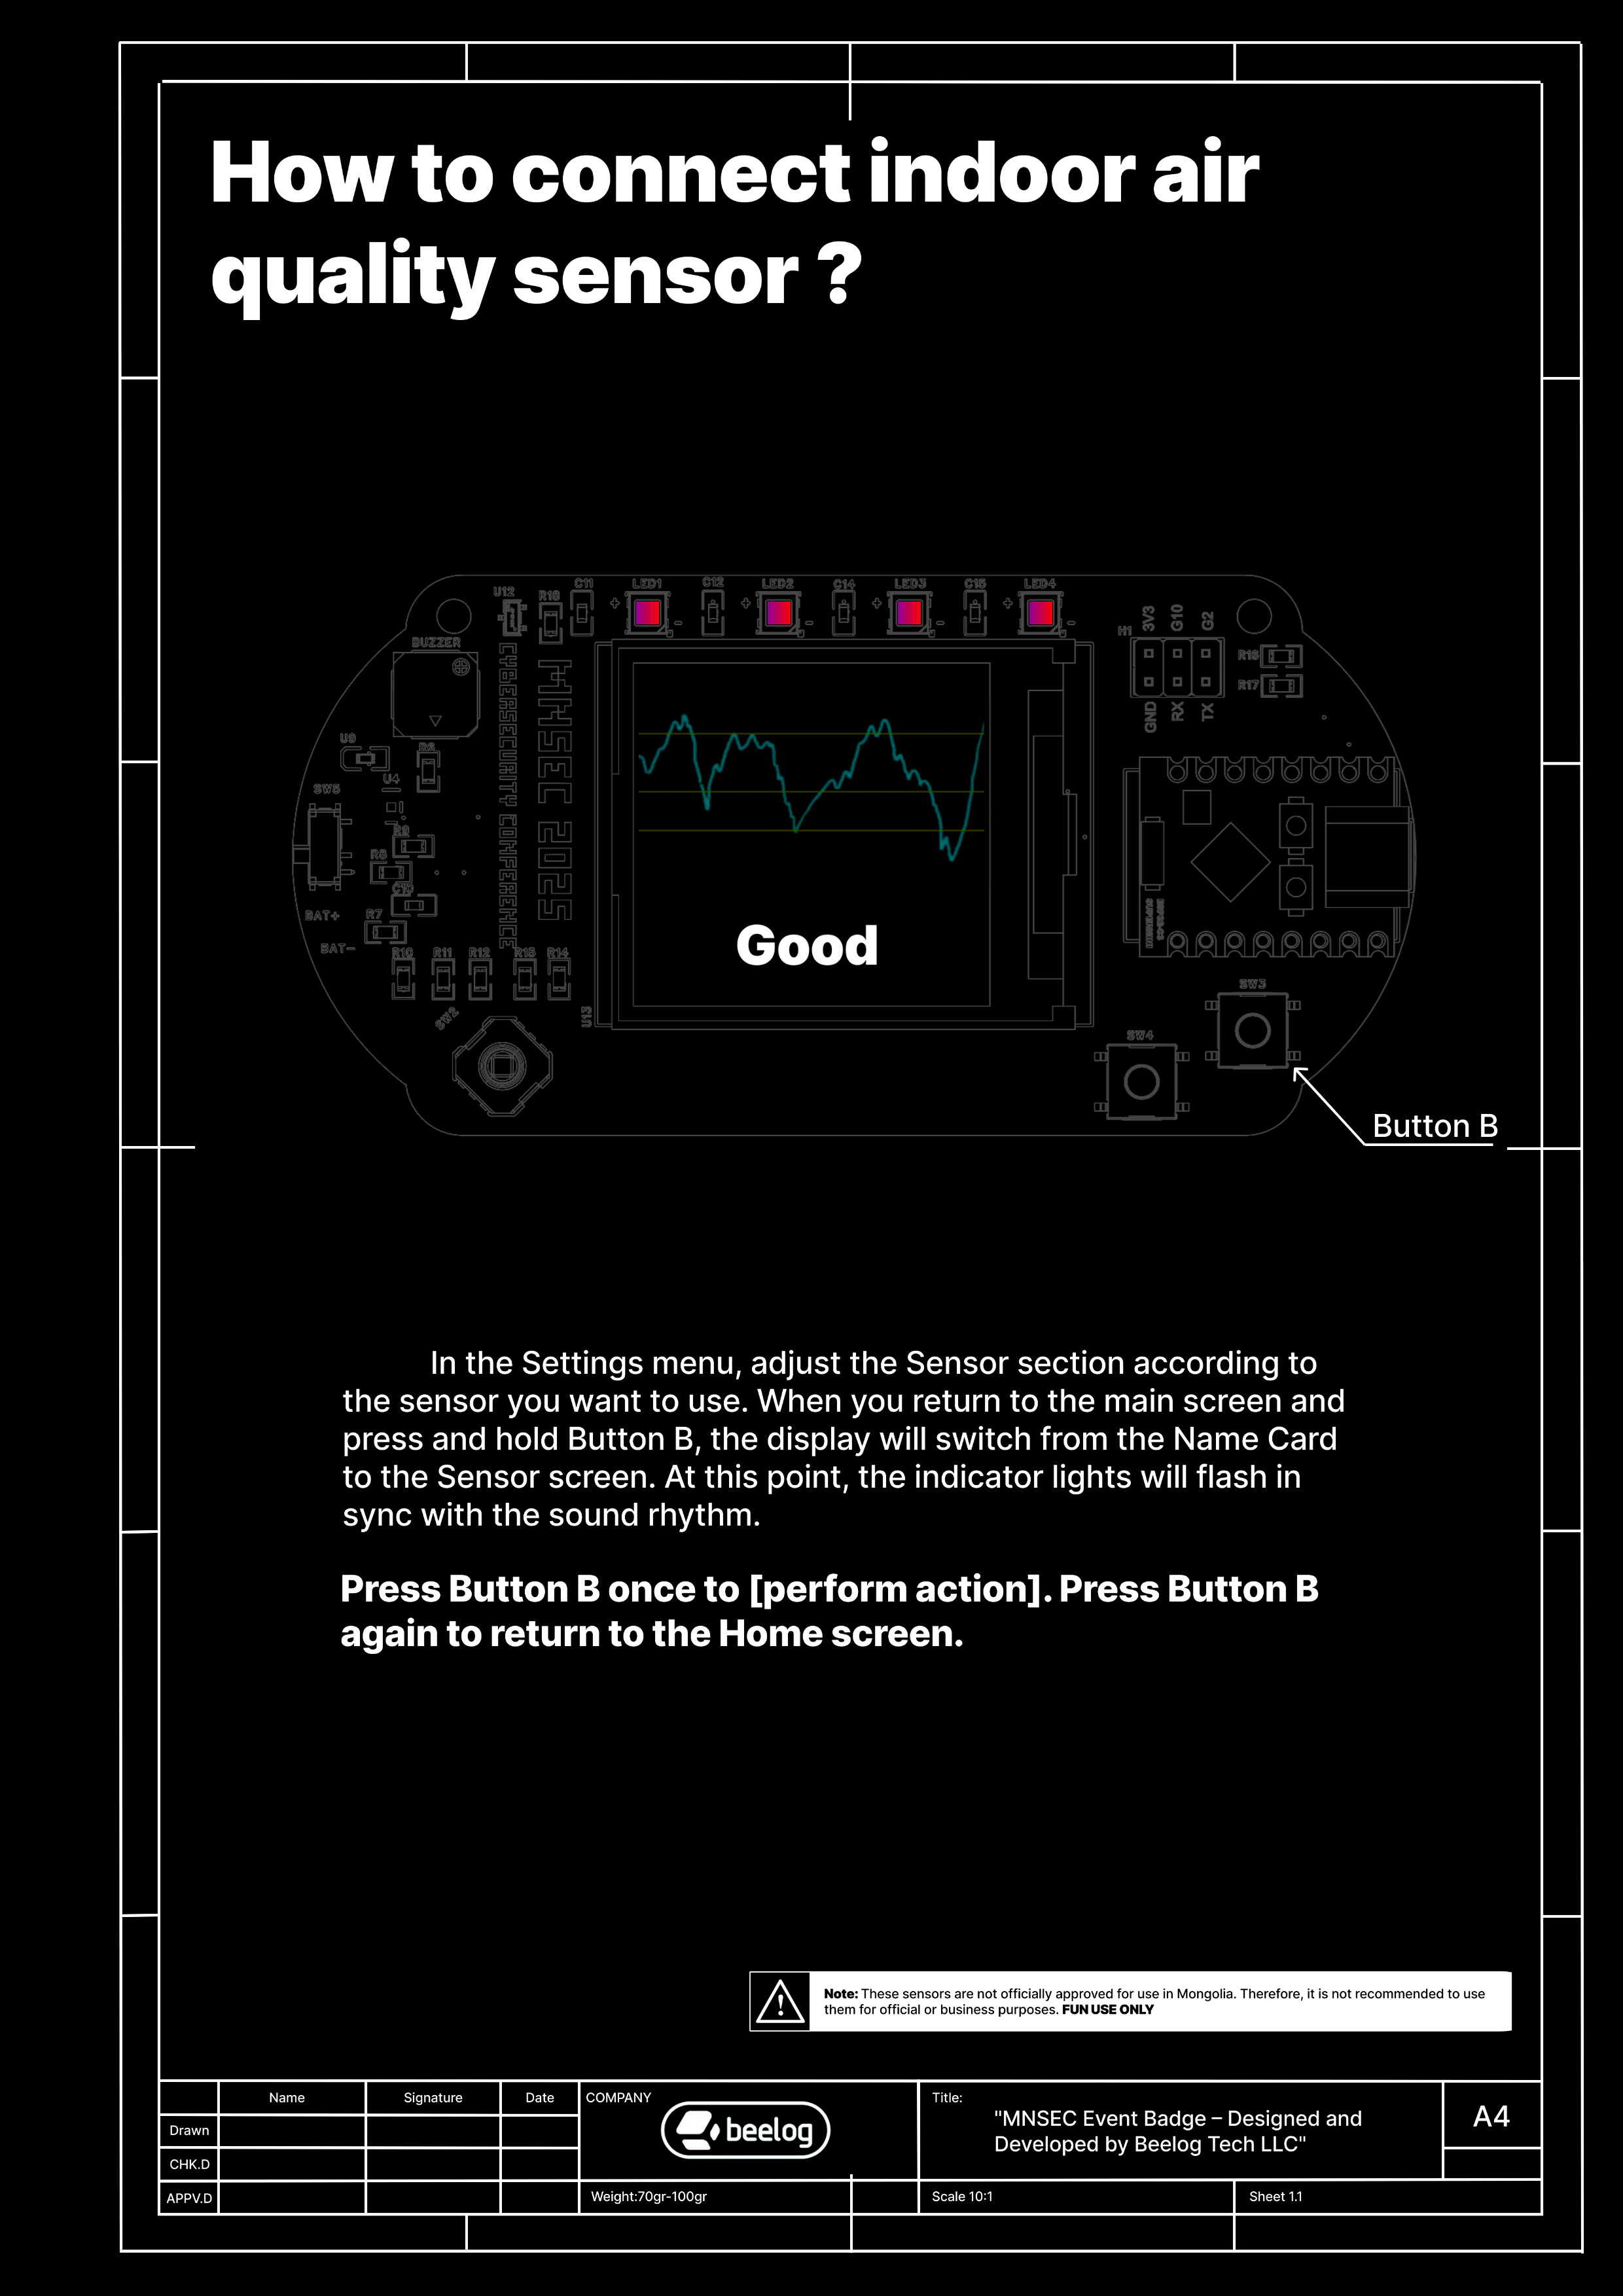 How to connect indoor air
quality sensor ?
U12
R18
C11
LED1
C12
LED2
C14
LED3
C15
LED4
+
-
+
-
+
-
+
-
H1
3V3
G10
G2
GND
RX
TX
R16
R17
BUZZER
CYBERSECURITY CONFERENCE
MNSEC 2025
U9
R6
U4
SW5
R9
R8
C10
BAT+
R7
BAT-
R10
R11
R12
R15
R14
SW2
U13
Good
SW3
SW4
Button B
In the Settings menu, adjust the Sensor section according to
the sensor you want to use. When you return to the main screen and
press and hold Button B, the display will switch from the Name Card
to the Sensor screen. At this point, the indicator lights will flash in
sync with the sound rhythm.
Press Button B once to [perform action]. Press Button B
again to return to the Home screen.
Note: These sensors are not officially approved for use in Mongolia. Therefore, it is not recommended to use
them for official or business purposes. FUN USE ONLY
Name
Signature
Date
Drawn
CHK.D
APPV.D
COMPANY
beelog
Weight:70gr-100gr
Title:
"MNSEC Event Badge – Designed and
Developed by Beelog Tech LLC"
A4
Scale 10:1
Sheet 1.1